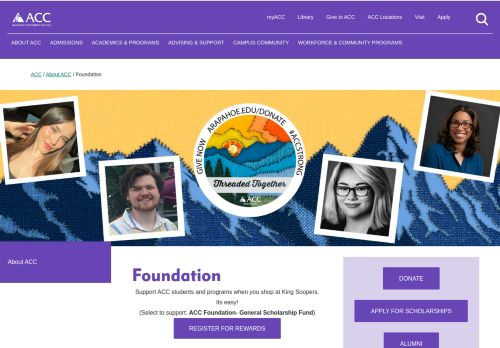 ACC
myACC Library Give to ACC ACC Locations Visit Apply
ABOUT ACC ADMISSIONS ACADEMICS & PROGRAMS ADVISING & SUPPORT CAMPUS COMMUNITY WORKFORCE & COMMUNITY PROGRAMS
ACC / About ACC / Foundation
GIVE NOW ARAPAHOE.EDU/DONATE #ACCSTRONG
Threaded Together
ACC
About ACC
Foundation
Support ACC students and programs when you shop at King Soopers.
Its easy!
(Select to support: ACC Foundation- General Scholarship Fund)
REGISTER FOR REWARDS
DONATE
APPLY FOR SCHOLARSHIPS
ALUMNI